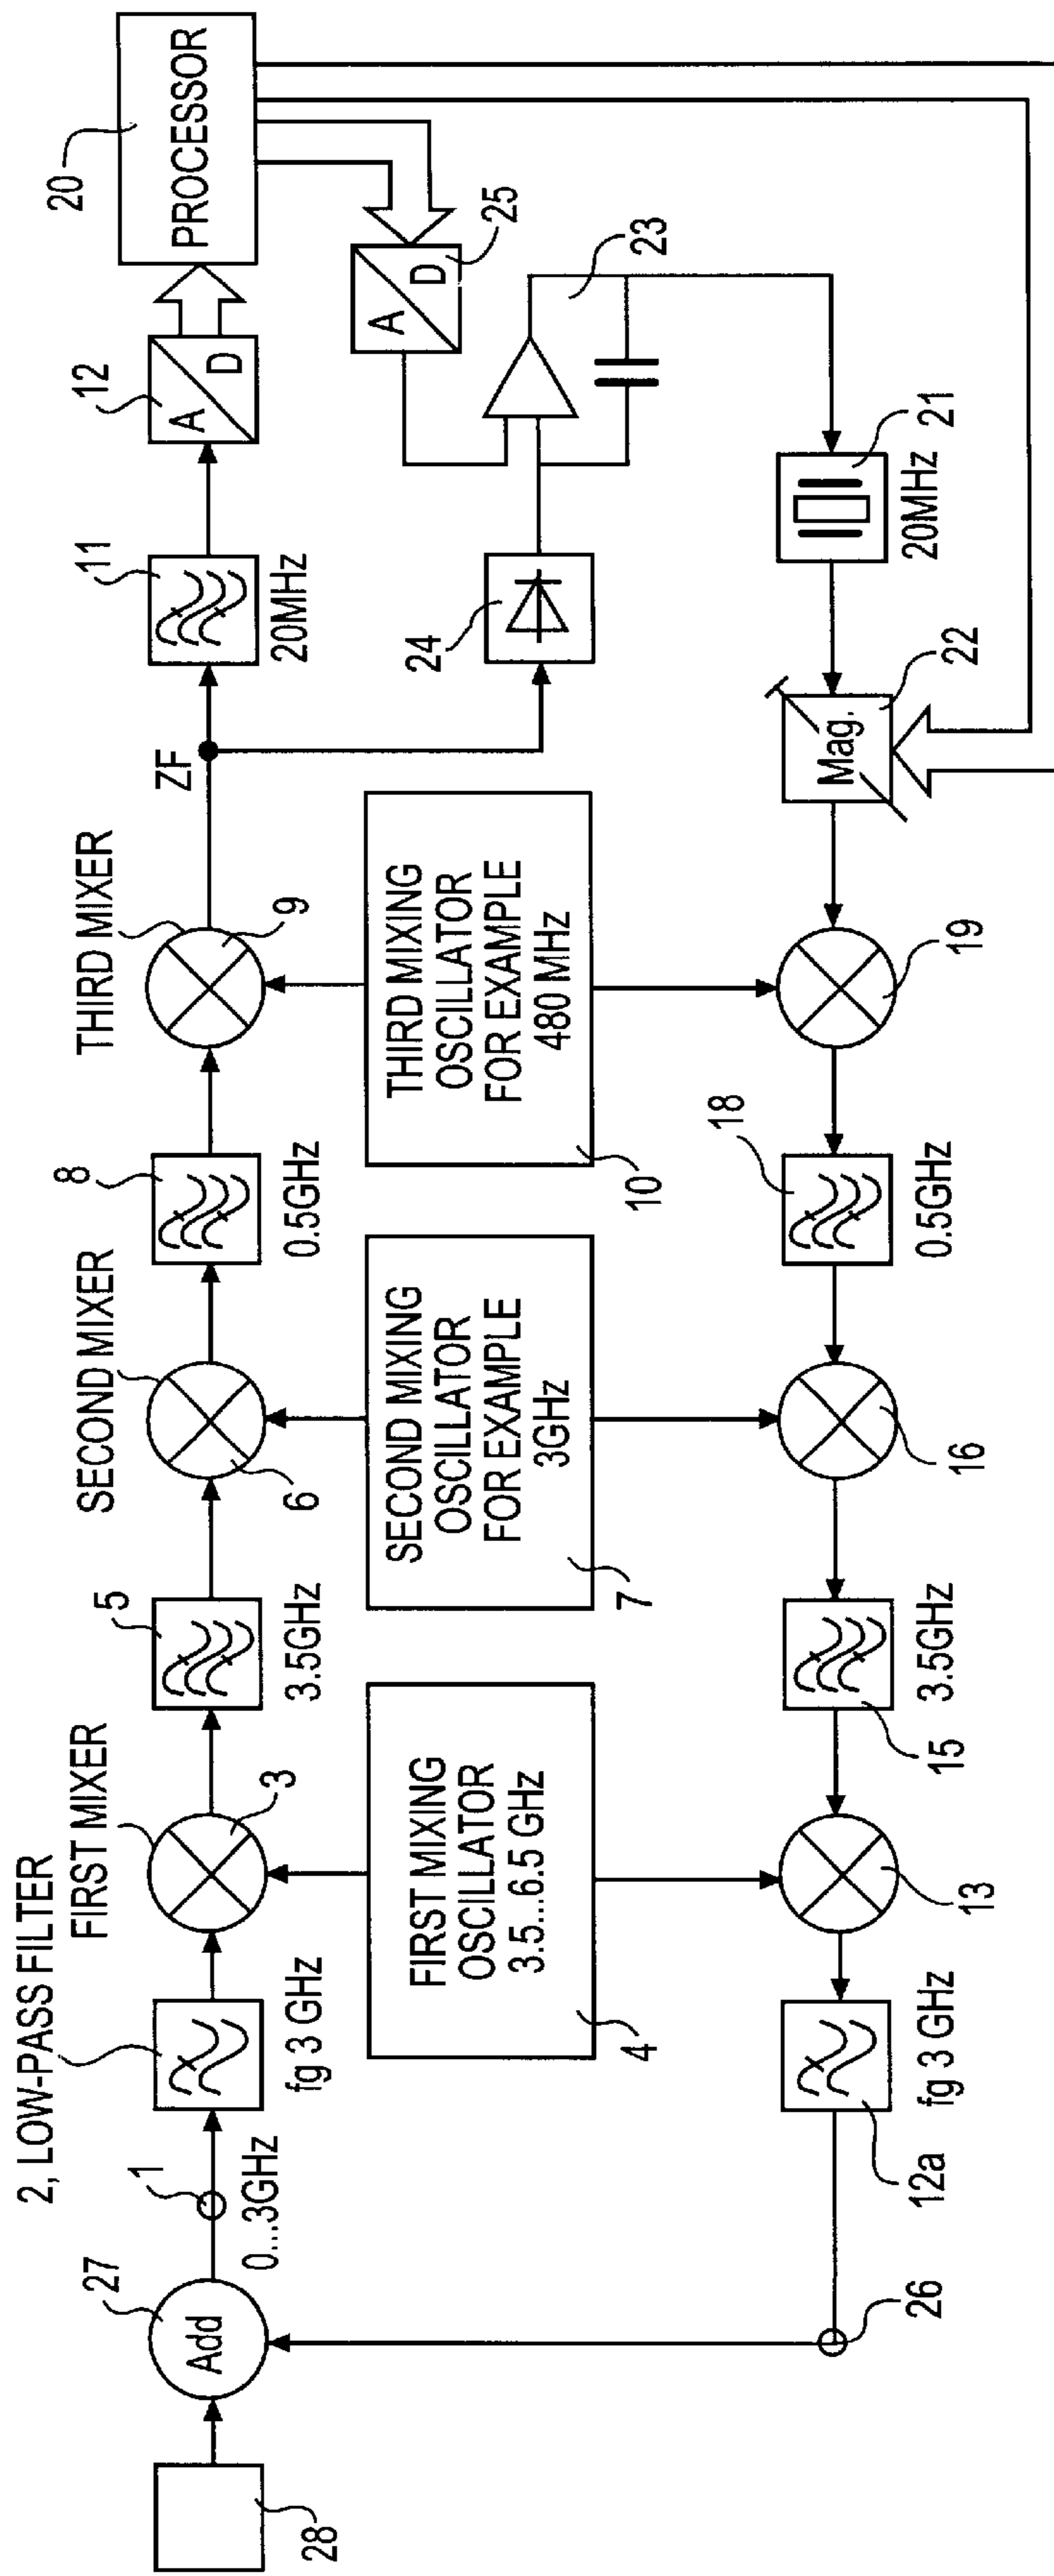 2, LOW-PASS FILTER
FIRST MIXER
SECOND MIXER
THIRD MIXER
20
PROCESSOR
27
1
3
5
6
8
9
ZF
11
12
A
D
Add
28
0...3GHz
fg 3 GHz
3.5GHz
0.5GHz
20MHz
FIRST MIXING
OSCILLATOR
3.5...6.5 GHz
4
SECOND MIXING
OSCILLATOR
FOR EXAMPLE
3GHz
7
THIRD MIXING
OSCILLATOR
FOR EXAMPLE
480 MHz
10
24
A
D
25
23
26
12a
fg 3 GHz
13
15
3.5GHz
16
18
0.5GHz
19
Mag.
22
21
20MHz